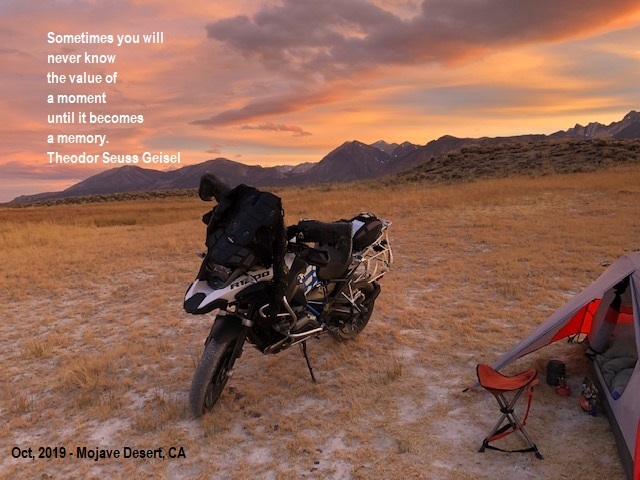 Sometimes you will
never know
the value of
a moment
until it becomes
a memory.
Theodor Seuss Geisel
R1200
Oct, 2019 - Mojave Desert, CA